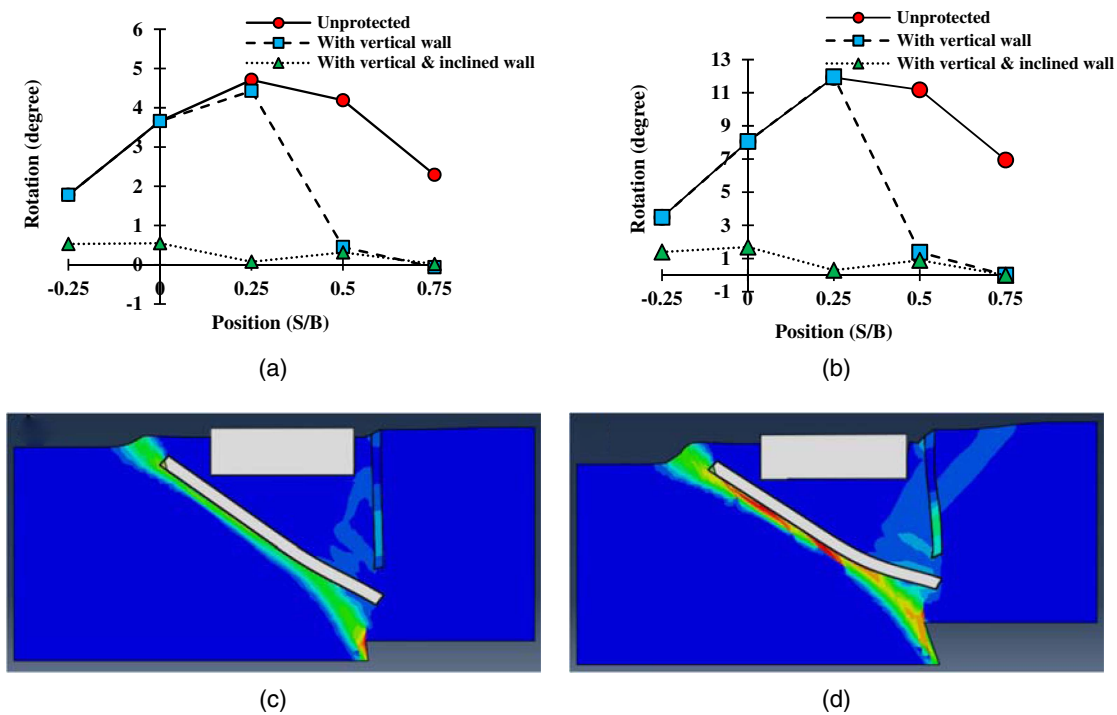 Unprotected
With vertical wall
With vertical & inclined wall
6
5
4
3
2
1
0
-1
Rotation (degree)
-0.25 0 0.25 0.5 0.75
Position (S/B)
(a)
Unprotected
With vertical wall
With vertical & inclined wall
13
11
9
7
5
3
1
-1
Rotation (degree)
-0.25 0 0.25 0.5 0.75
Position (S/B)
(b)
(c)
(d)